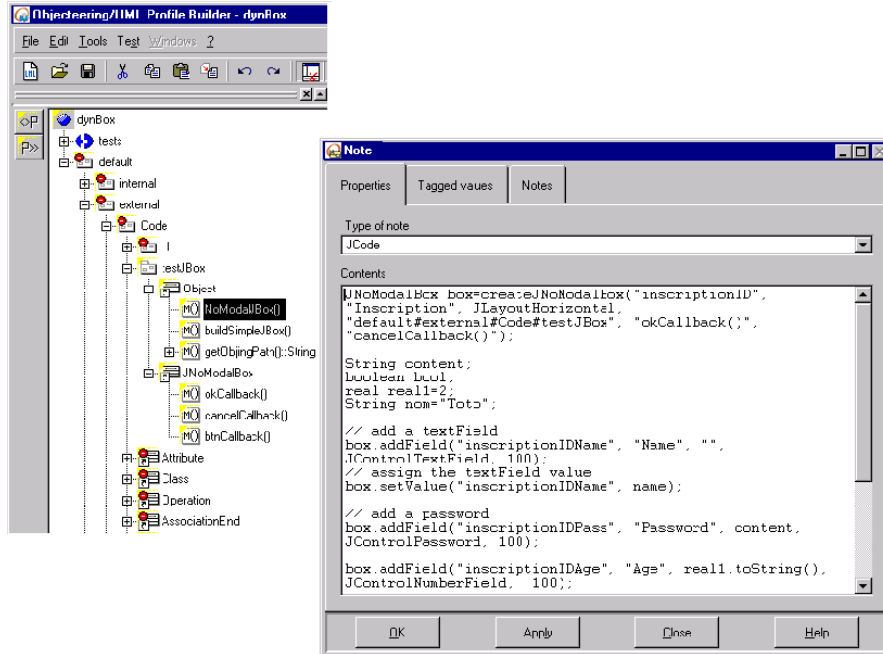 Objecteering/UML Profile Builder - dynBox
File Edit Tools Test Windows ?
dynBox
tests
default
internal
external
Code
testJBox
Object
NoModalJBox()
buildSimpleJBox()
getObjingPath():String
JNoModalBox
okCallback()
cancelCallback()
btnCallback()
Attribute
Class
Operation
AssociationEnd
Note
Properties Tagged values Notes
Type of note
JCode
Contents
JNoModalBox box=createJNoModalBox("inscriptionID",
"Inscription", JLayoutHorizontal,
"default#external#Code#testJBox", "okCallback()",
"cancelCallback()");
String content;
boolean bool;
real real1=2;
String nom="Toto";
// add a textField
box.addField("inscriptionIDName", "Name", "",
JControlTextField, 100);
// assign the textField value
box.setValue("inscriptionIDName", name);
// add a password
box.addField("inscriptionIDPass", "Password", content,
JControlPassword, 100);
box.addField("inscriptionIDAge", "Age", real1.toString(),
JControlNumberField, 100);
OK Apply Close Help